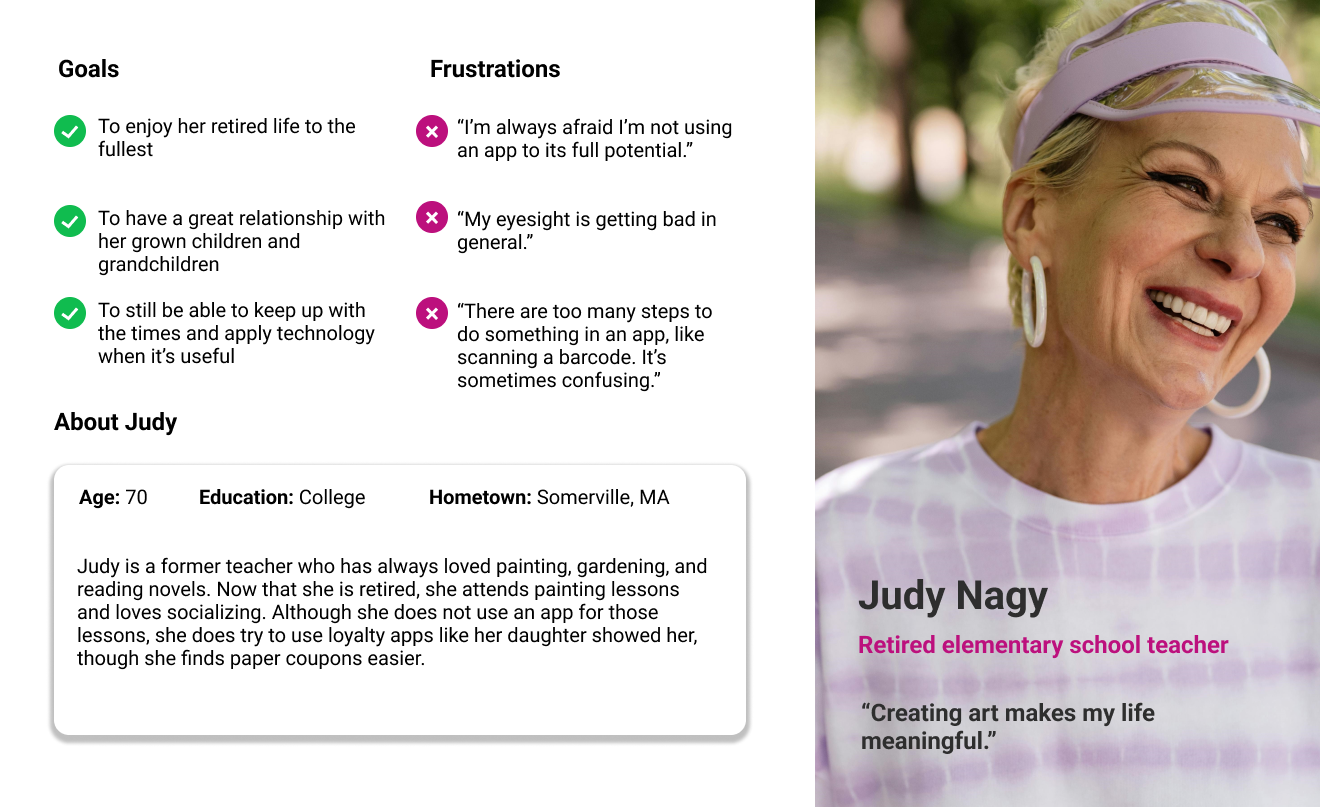 Goals
To enjoy her retired life to the
fullest
To have a great relationship with
her grown children and
grandchildren
To still be able to keep up with
the times and apply technology
when it’s useful
Frustrations
“I’m always afraid I’m not using
an app to its full potential.”
“My eyesight is getting bad in
general.”
“There are too many steps to
do something in an app, like
scanning a barcode. It’s
sometimes confusing.”
About Judy
Age: 70 Education: College Hometown: Somerville, MA
Judy is a former teacher who has always loved painting, gardening, and
reading novels. Now that she is retired, she attends painting lessons
and loves socializing. Although she does not use an app for those
lessons, she does try to use loyalty apps like her daughter showed her,
though she finds paper coupons easier.
Judy Nagy
Retired elementary school teacher
“Creating art makes my life
meaningful.”